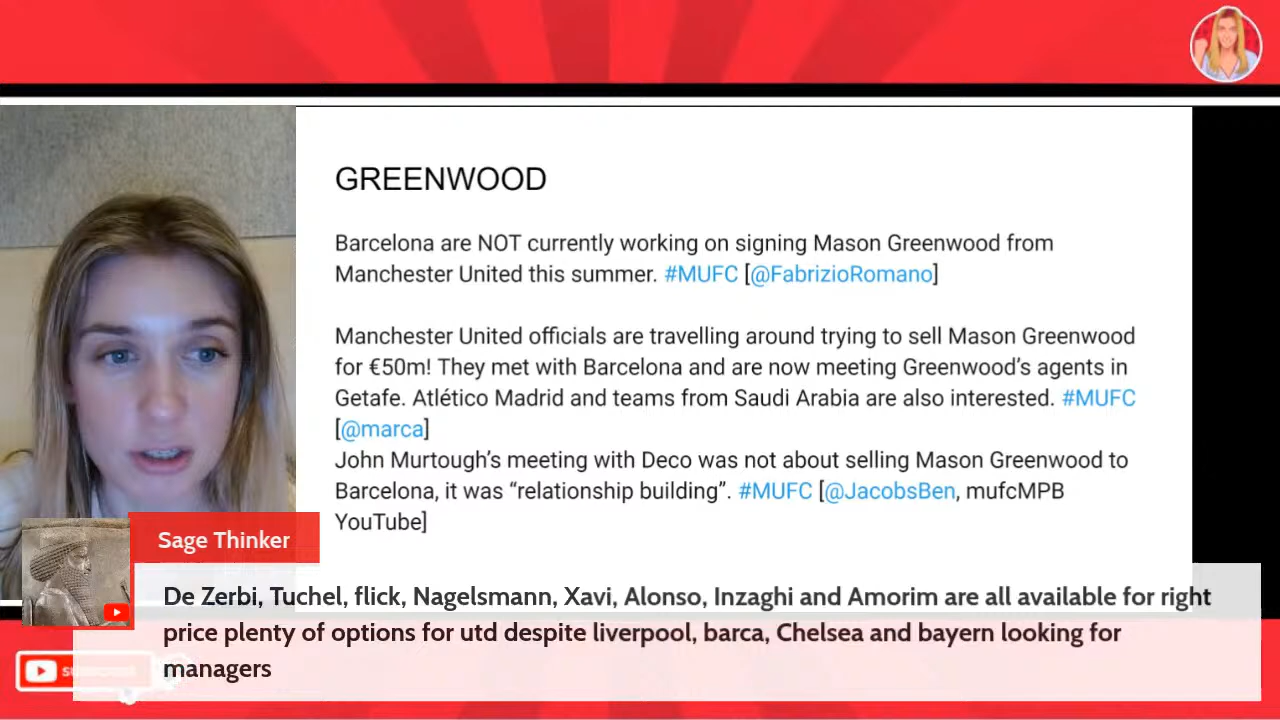 GREENWOOD
Barcelona are NOT currently working on signing Mason Greenwood from
Manchester United this summer. #MUFC [@FabrizioRomano]
Manchester United officials are travelling around trying to sell Mason Greenwood
for €50m! They met with Barcelona and are now meeting Greenwood’s agents in
Getafe. Atlético Madrid and teams from Saudi Arabia are also interested. #MUFC
[@marca]
John Murtough’s meeting with Deco was not about selling Mason Greenwood to
Barcelona, it was “relationship building”. #MUFC [@JacobsBen, mufcMPB
YouTube]
Sage Thinker
De Zerbi, Tuchel, flick, Nagelsmann, Xavi, Alonso, Inzaghi and Amorim are all available for right
price plenty of options for utd despite liverpool, barca, Chelsea and bayern looking for
managers